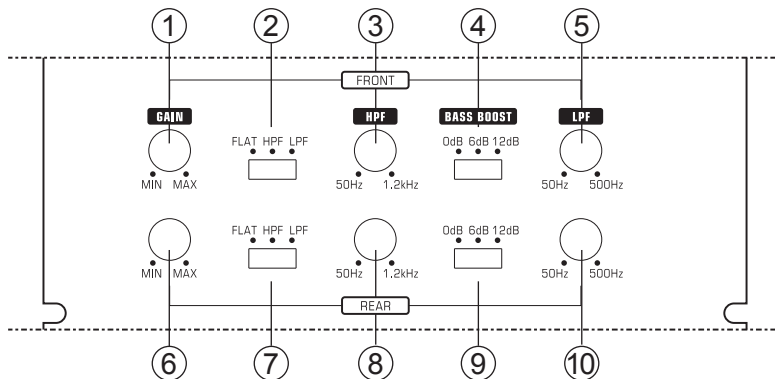 1 2 3 4 5
FRONT
GAIN HPF BASS BOOST LPF
FLAT HPF LPF 0dB 6dB 12dB
MIN MAX 50Hz 1.2kHz 50Hz 500Hz
FLAT HPF LPF 0dB 6dB 12dB
MIN MAX 50Hz 1.2kHz 50Hz 500Hz
REAR
6 7 8 9 10